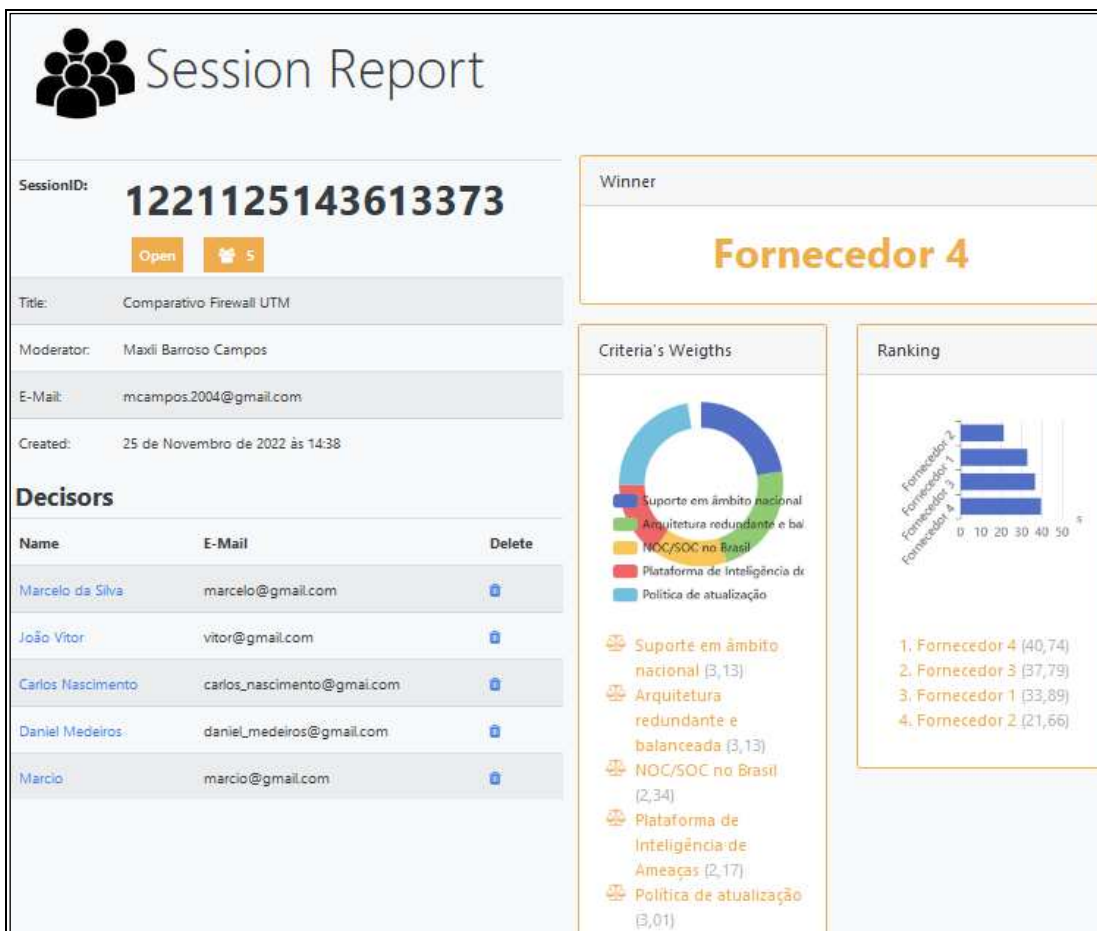 Session Report
SessionID:
1221125143613373
Open
5
Title: Comparativo Firewall UTM
Moderator: Maxli Barroso Campos
E-Mail: mcampos.2004@gmail.com
Created: 25 de Novembro de 2022 às 14:38
Decisors
Name E-Mail Delete
Marcelo da Silva marcelo@gmail.com
João Vitor vitor@gmail.com
Carlos Nascimento carlos_nascimento@gmai.com
Daniel Medeiros daniel_medeiros@gmail.com
Marcio marcio@gmail.com
Winner
Fornecedor 4
Criteria's Weigths
Suporte em âmbito nacional
Arquitetura redundante e bal
NOC/SOC no Brasil
Plataforma de Inteligência de
Política de atualização
Suporte em âmbito
nacional (3,13)
Arquitetura
redundante e
balanceada (3,13)
NOC/SOC no Brasil
(2,34)
Plataforma de
Inteligência de
Ameaças (2,17)
Política de atualização
(3,01)
Ranking
Fornecedor 2
Fornecedor 1
Fornecedor 3
Fornecedor 4
0 10 20 30 40 50
s
1. Fornecedor 4 (40,74)
2. Fornecedor 3 (37,79)
3. Fornecedor 1 (33,89)
4. Fornecedor 2 (21,66)